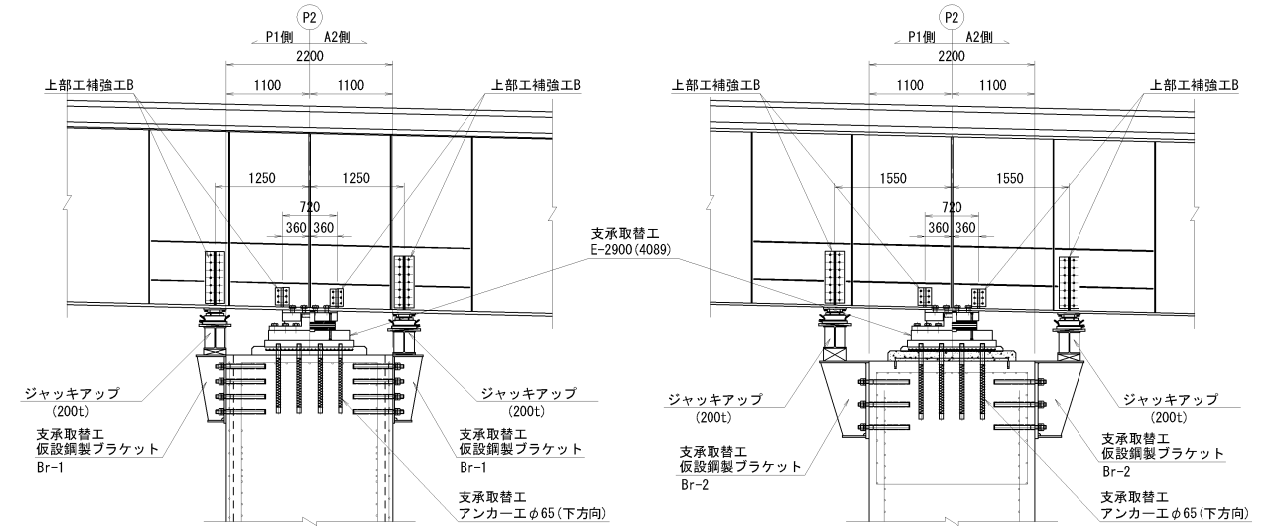 P2
P1側 A2側
2200
1100 1100
上部工補強工B
上部工補強工B
1250 1250
720
360 360
ジャッキアップ
(200t)
支承取替工
仮設鋼製ブラケット
Br-1
ジャッキアップ
(200t)
支承取替工
仮設鋼製ブラケット
Br-1
支承取替工
アンカー工φ65(下方向)
支承取替工
E-2900(4089)
P2
P1側 A2側
2200
1100 1100
上部工補強工B
上部工補強工B
1550 1550
720
360 360
ジャッキアップ
(200t)
支承取替工
仮設鋼製ブラケット
Br-2
ジャッキアップ
(200t)
支承取替工
仮設鋼製ブラケット
Br-2
支承取替工
アンカー工φ65(下方向)